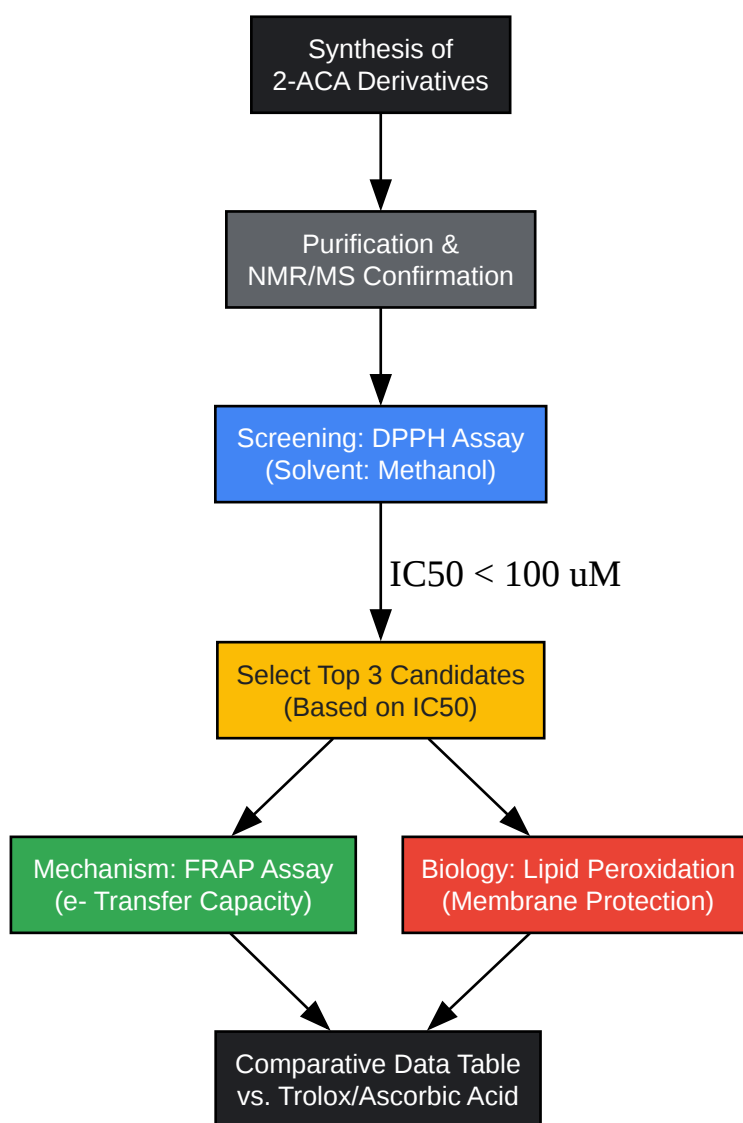 Synthesis of
2-ACA Derivatives
Purification &
NMR/MS Confirmation
Screening: DPPH Assay
(Solvent: Methanol)
IC50 < 100 uM
Select Top 3 Candidates
(Based on IC50)
Mechanism: FRAP Assay
(e- Transfer Capacity)
Biology: Lipid Peroxidation
(Membrane Protection)
Comparative Data Table
vs. Trolox/Ascorbic Acid